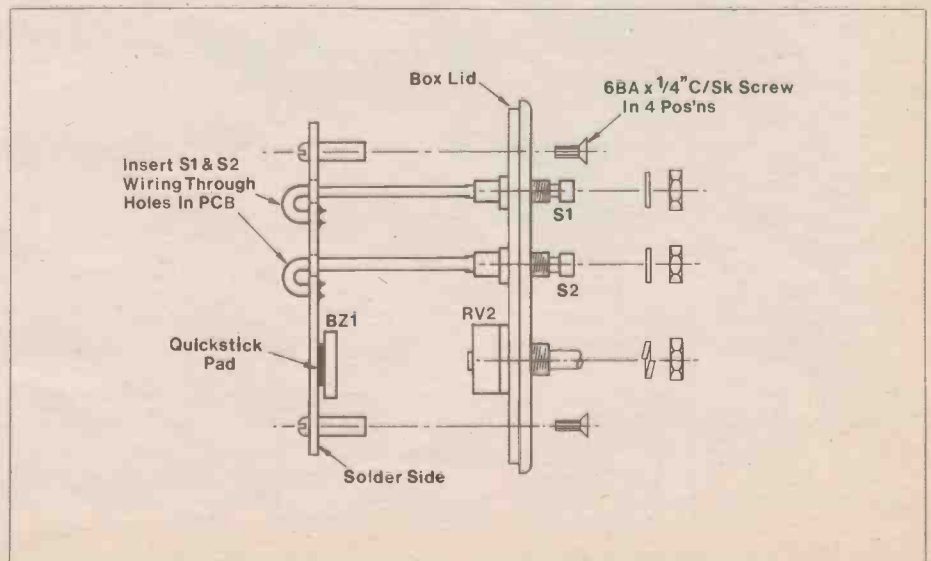 Box Lid
6BA x 1/4" C/Sk Screw
In 4 Pos'ns
Insert S1 & S2
Wiring Through
Holes In PCB
S1
S2
BZ1
RV2
Quickstick
Pad
Solder Side